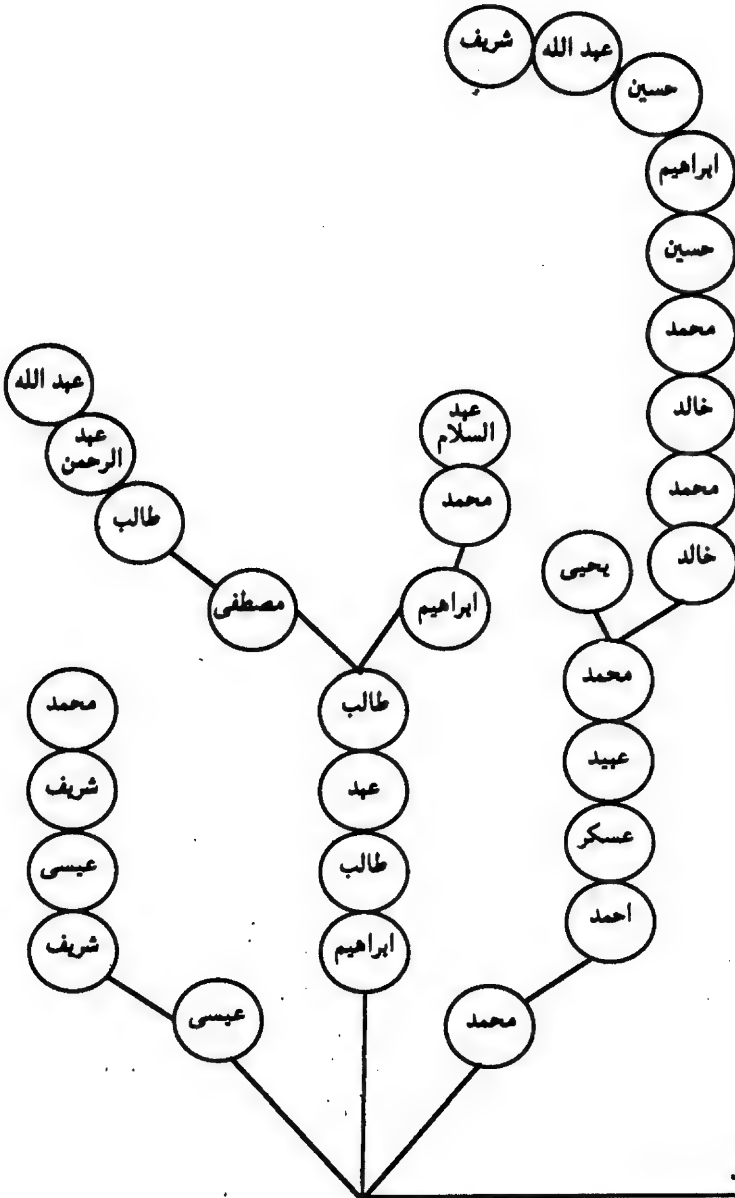 شريف
عبد الله
حسين
ابراهيم
حسين
محمد
خالد
محمد
خالد
يحيى
محمد
عبيد
عسكر
احمد
محمد
عبد
السلام
محمد
ابراهيم
عبد الله
عبد
الرحمن
طالب
مصطفى
طالب
عبد
طالب
ابراهيم
محمد
شريف
عيسى
شريف
عيسى